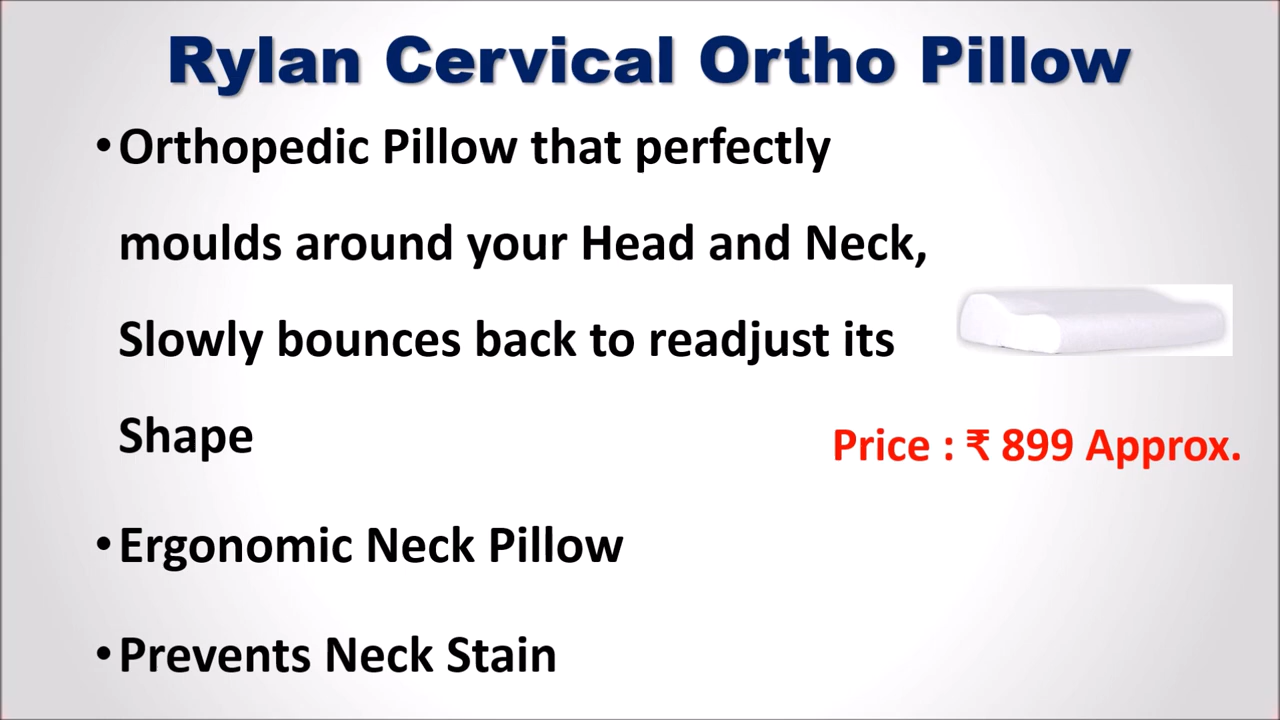 Rylan Cervical Ortho Pillow
•Orthopedic Pillow that perfectly
moulds around your Head and Neck,
Slowly bounces back to readjust its
Shape
Price : ₹ 899 Approx.
•Ergonomic Neck Pillow
•Prevents Neck Stain